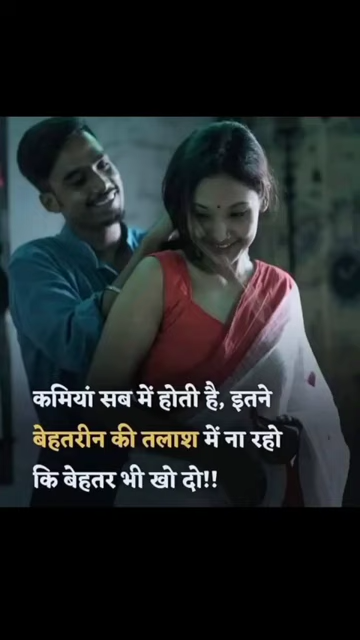 कमियां सब में होती है, इतने
बेहतरीन की तलाश में ना रहो
कि बेहतर भी खो दो!!